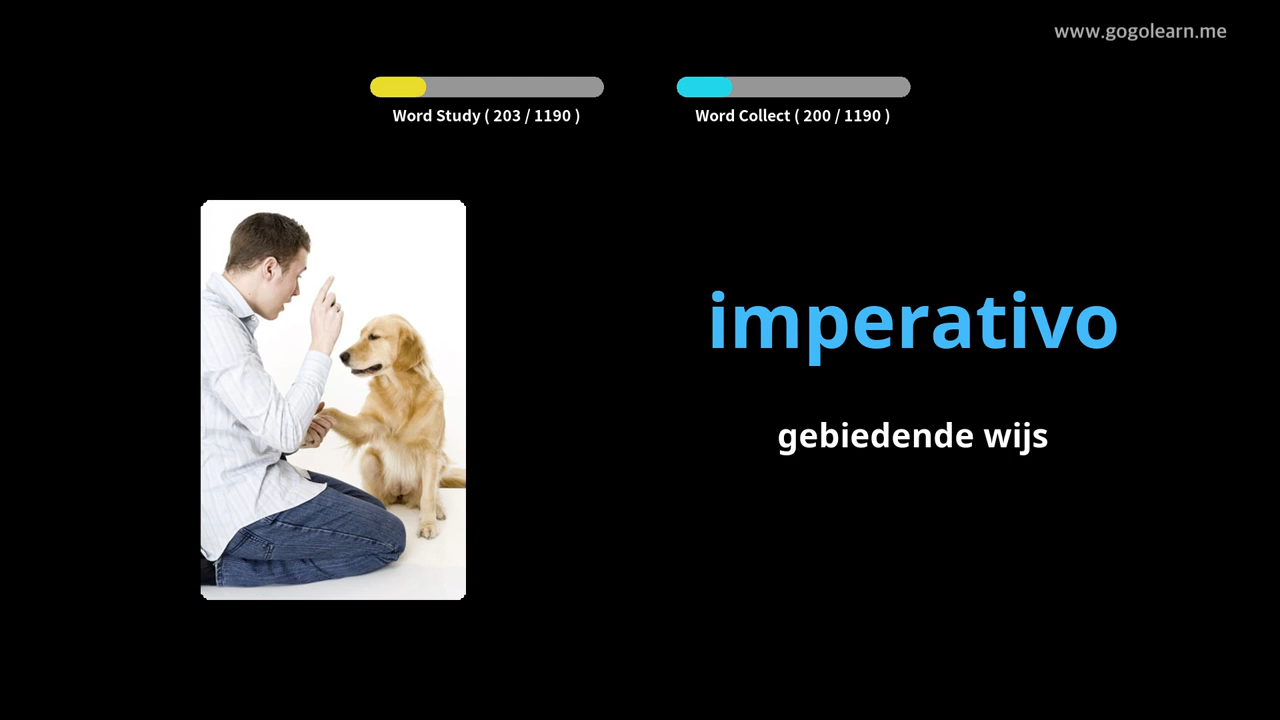 www.gogolearn.me
Word Study ( 203 / 1190 )
Word Collect ( 200 / 1190 )
imperativo
gebiedende wijs